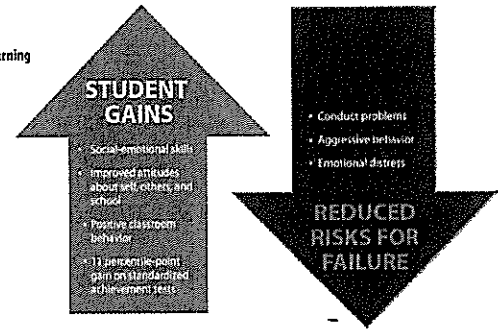 rning
STUDENT
GAINS
• Social-emotional skills
• Improved attitudes
about self, others, and
school
• Positive classroom
behavior
• 11 percentile-point
gain on standardized
achievement tests
• Conduct problems
• Aggressive behavior
• Emotional distress
REDUCED
RISKS FOR
FAILURE